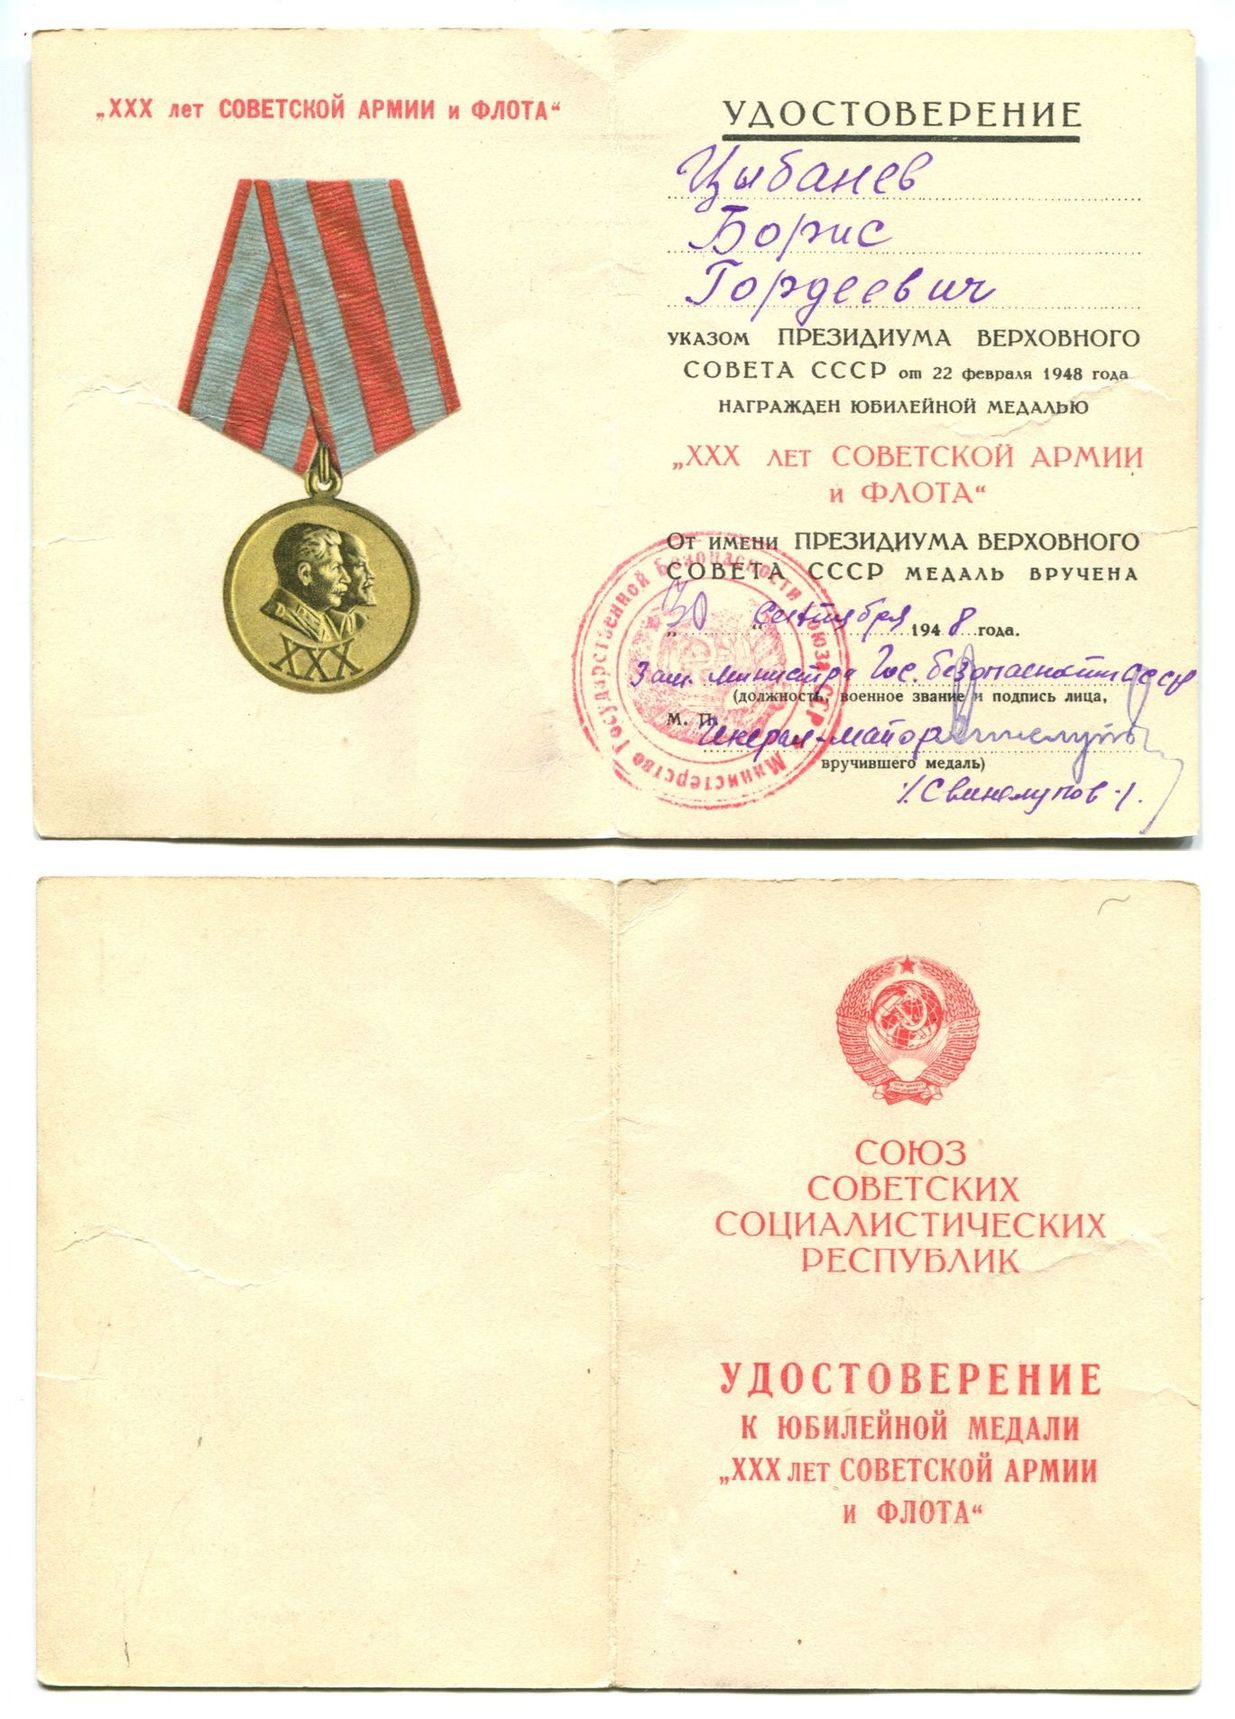 „XXX лет СОВЕТСКОЙ АРМИИ и ФЛОТА“
XXX
УДОСТОВЕРЕНИЕ
Цыбанев
Борис
Гордеевич
УКАЗОМ ПРЕЗИДИУМА ВЕРХОВНОГО
СОВЕТА СССР от 22 февраля 1948 года
НАГРАЖДЕН ЮБИЛЕЙНОЙ МЕДАЛЬЮ
„XXX ЛЕТ СОВЕТСКОЙ АРМИИ
и ФЛОТА“
ОТ ИМЕНИ ПРЕЗИДИУМА ВЕРХОВНОГО
СОВЕТА СССР МЕДАЛЬ ВРУЧЕНА
„30“ сентября 1948 года.
Зам. Министра Гос. безопасности СССР
(должность, военное звание и подпись лица,
М. П. Генерал-майор
вручившего медаль)
/.Свинелупов./.
Министерство Государственной Безопасности Союза ССР
СОЮЗ
СОВЕТСКИХ
СОЦИАЛИСТИЧЕСКИХ
РЕСПУБЛИК
УДОСТОВЕРЕНИЕ
К ЮБИЛЕЙНОЙ МЕДАЛИ
„XXX ЛЕТ СОВЕТСКОЙ АРМИИ
И ФЛОТА“